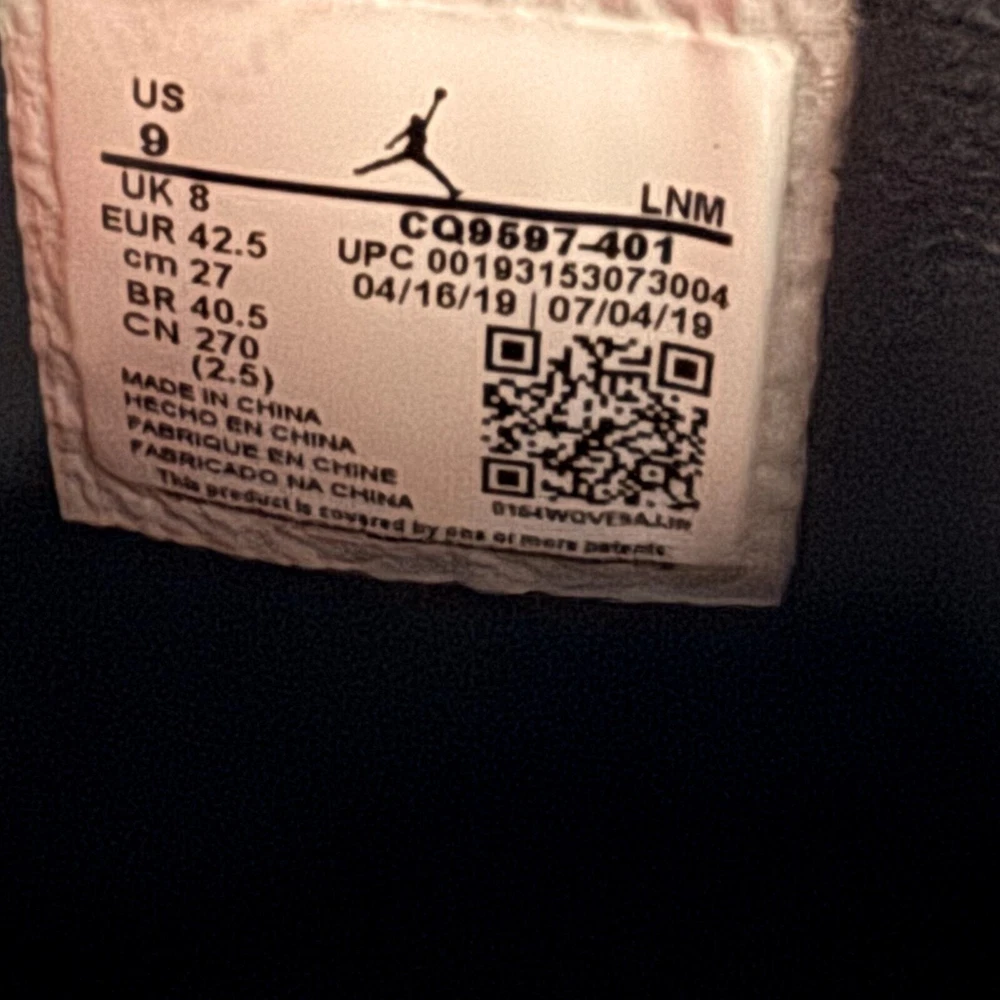 US
9
LNM
UK 8
EUR 42.5
cm 27
BR 40.5
CN 270
(2.5)
CQ9597-401
UPC 00193153073004
04/16/19 | 07/04/19
MADE IN CHINA
HECHO EN CHINA
FABRIQUE EN CHINE
FABRICADO NA CHINA
This product is covered by one or more patents